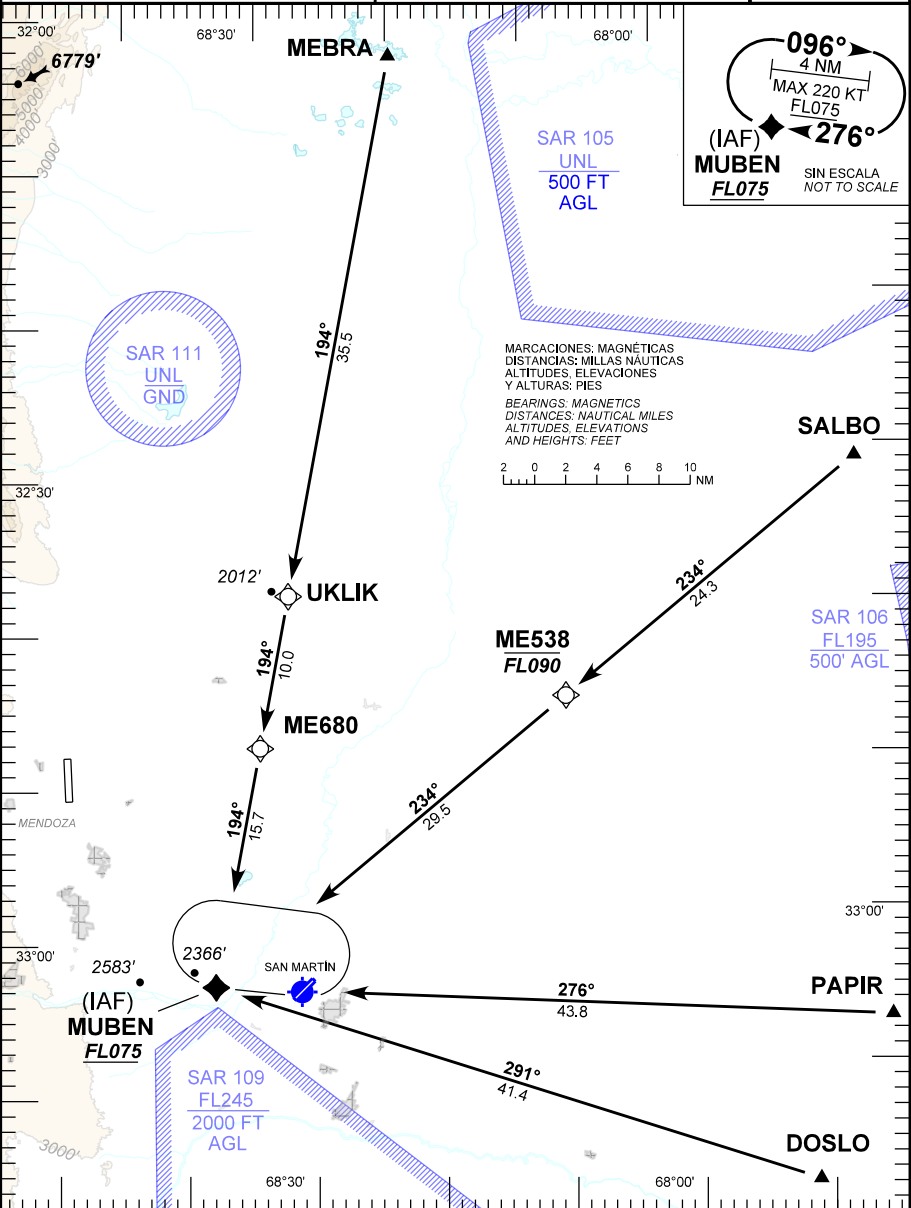 32°00'
68°30'
MEBRA
68°00'
6779'
6000'
5000'
4000'
3000'
096°
4 NM
MAX 220 KT
FL075
276°
(IAF)
MUBEN
FL075
SIN ESCALA
NOT TO SCALE
SAR 105
UNL
500 FT
AGL
194°
35.5
SAR 111
UNL
GND
MARCACIONES: MAGNÉTICAS
DISTANCIAS: MILLAS NÁUTICAS
ALTITUDES, ELEVACIONES
Y ALTURAS: PIES
BEARINGS: MAGNETICS
DISTANCES: NAUTICAL MILES
ALTITUDES, ELEVATIONS
AND HEIGHTS: FEET
2 0 2 4 6 8 10 NM
SALBO
32°30'
2012'
UKLIK
234°
24.3
194°
10.0
ME538
FL090
SAR 106
FL195
500' AGL
ME680
194°
15.7
234°
29.5
MENDOZA
33°00'
33°00'
2583'
2366'
SAN MARTÍN
(IAF)
MUBEN
FL075
276°
43.8
PAPIR
291°
41.4
SAR 109
FL245
2000 FT
AGL
DOSLO
3000'
68°30'
68°00'